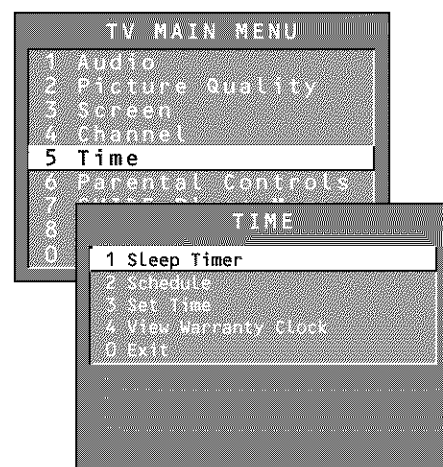 TV MAIN MENU
1 Audio
2 Picture Quality
3 Screen
4 Channel
5 Time
6 Parental Controls
7
8
0
TIME
1 Sleep Timer
2 Schedule
3 Set Time
4 View Warranty Clock
0 Exit